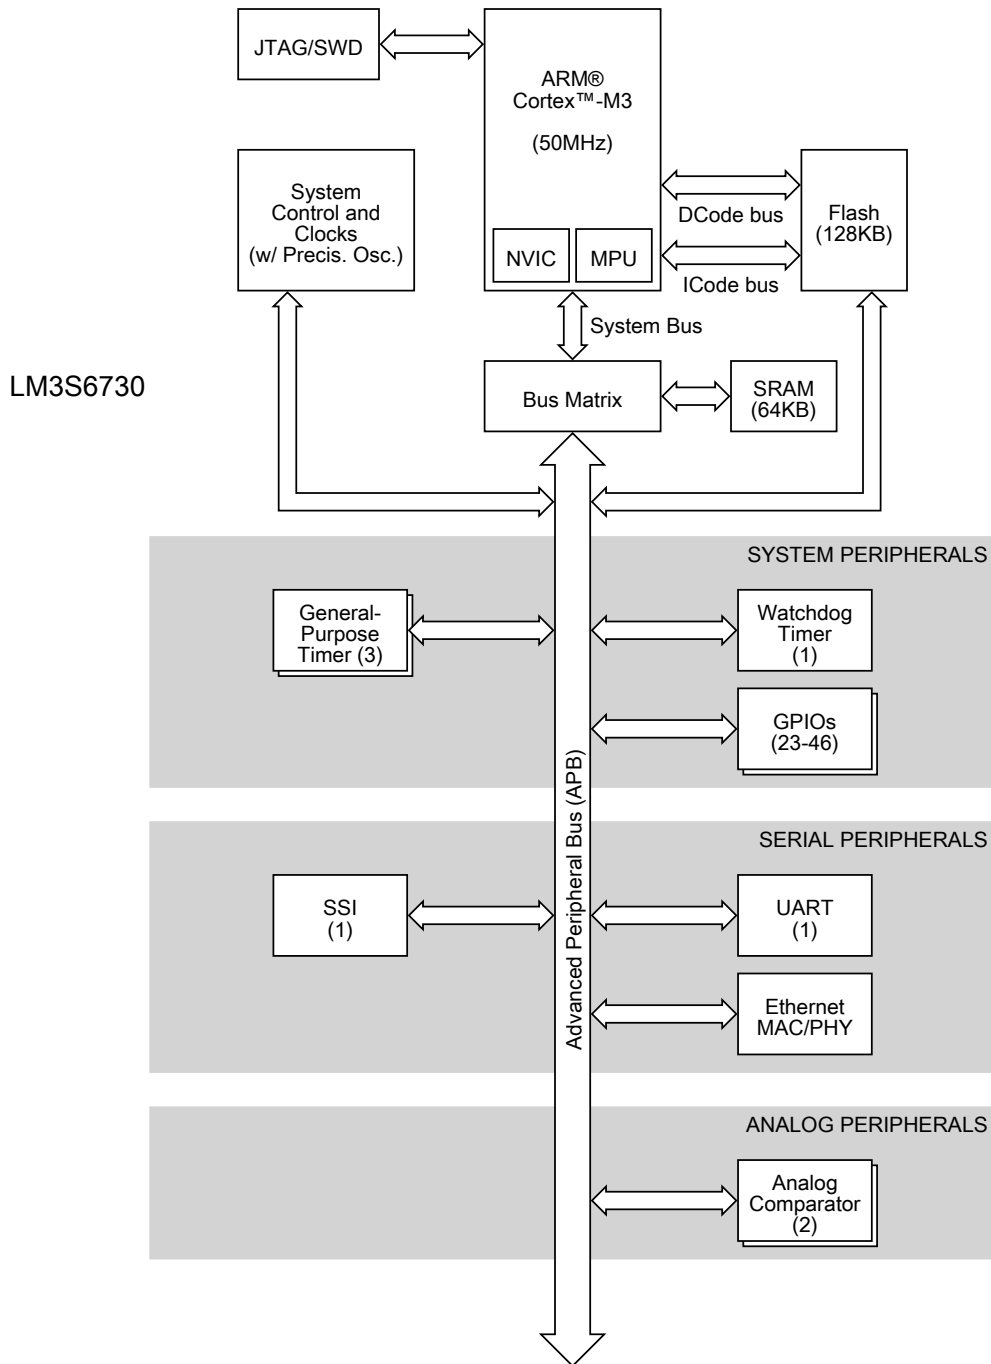 JTAG/SWD
ARM®
Cortex™-M3
(50MHz)
NVIC
MPU
System
Control and
Clocks
(w/ Precis. Osc.)
DCode bus
ICode bus
Flash
(128KB)
System Bus
LM3S6730
Bus Matrix
SRAM
(64KB)
SYSTEM PERIPHERALS
General-
Purpose
Timer (3)
Watchdog
Timer
(1)
GPIOs
(23-46)
Advanced Peripheral Bus (APB)
SERIAL PERIPHERALS
SSI
(1)
UART
(1)
Ethernet
MAC/PHY
ANALOG PERIPHERALS
Analog
Comparator
(2)